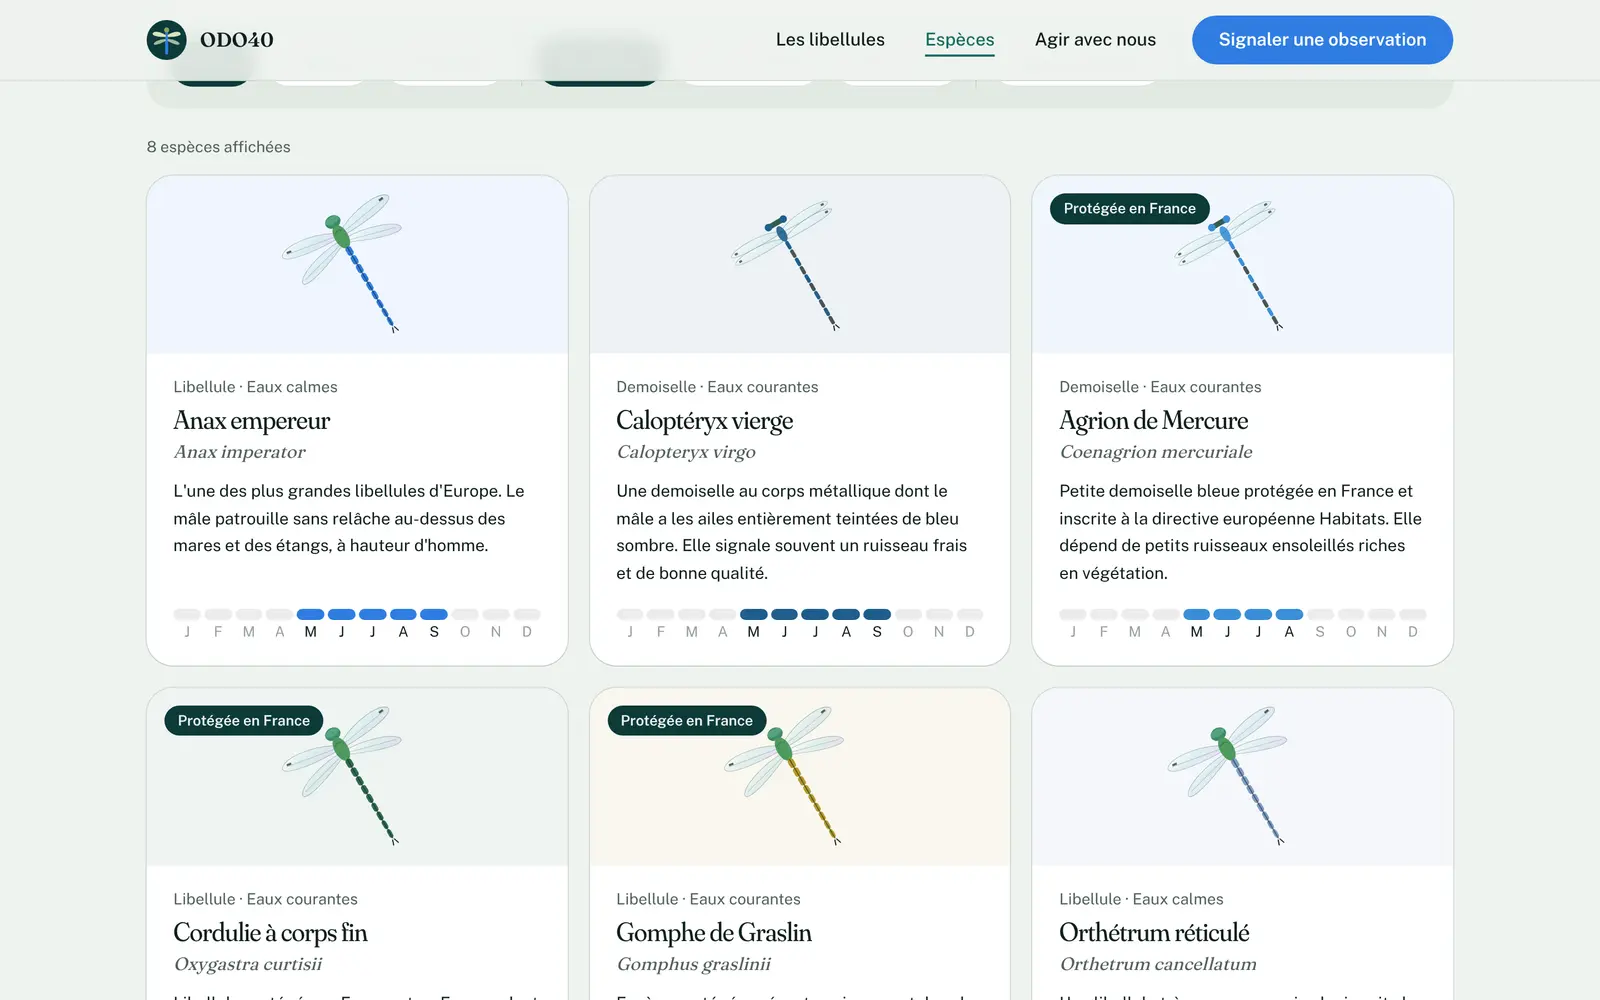 ODO40
Les libellules
Espèces
Agir avec nous
Signaler une observation
8 espèces affichées
Libellule · Eaux calmes
Anax empereur
Anax imperator
L'une des plus grandes libellules d'Europe. Le
mâle patrouille sans relâche au-dessus des
mares et des étangs, à hauteur d'homme.
J F M A M J J A S O N D
Demoiselle · Eaux courantes
Caloptéryx vierge
Calopteryx virgo
Une demoiselle au corps métallique dont le
mâle a les ailes entièrement teintées de bleu
sombre. Elle signale souvent un ruisseau frais
et de bonne qualité.
J F M A M J J A S O N D
Protégée en France
Demoiselle · Eaux courantes
Agrion de Mercure
Coenagrion mercuriale
Petite demoiselle bleue protégée en France et
inscrite à la directive européenne Habitats. Elle
dépend de petits ruisseaux ensoleillés riches
en végétation.
J F M A M J J A S O N D
Protégée en France
Libellule · Eaux courantes
Cordulie à corps fin
Oxygastra curtisii
Protégée en France
Libellule · Eaux courantes
Gomphe de Graslin
Gomphus graslinii
Libellule · Eaux calmes
Orthétrum réticulé
Orthetrum cancellatum